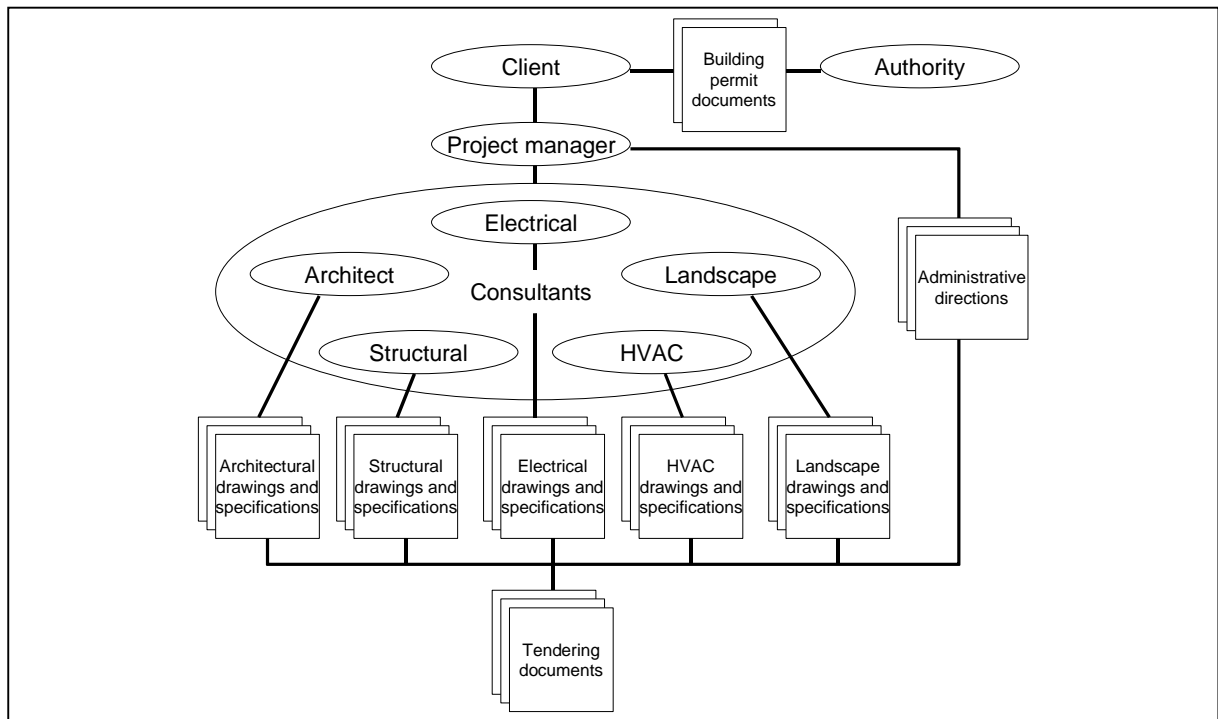 Client
Building
permit
documents
Authority
Project manager
Electrical
Architect
Consultants
Landscape
Administrative
directions
Structural
HVAC
Architectural
drawings and
specifications
Structural
drawings and
specifications
Electrical
drawings and
specifications
HVAC
drawings and
specifications
Landscape
drawings and
specifications
Tendering
documents